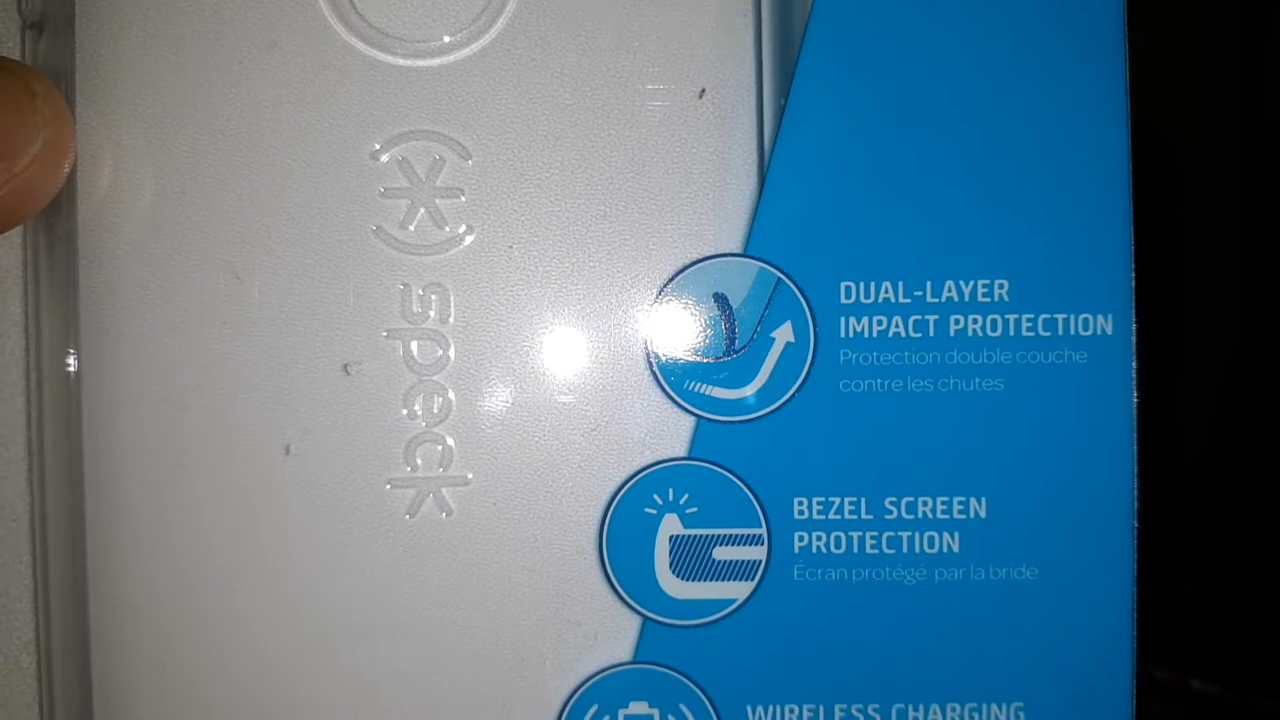 (*) speck
DUAL-LAYER
IMPACT PROTECTION
Protection double couche
contre les chutes
BEZEL SCREEN
PROTECTION
Écran protégé par la bride
WIRELESS CHARGING